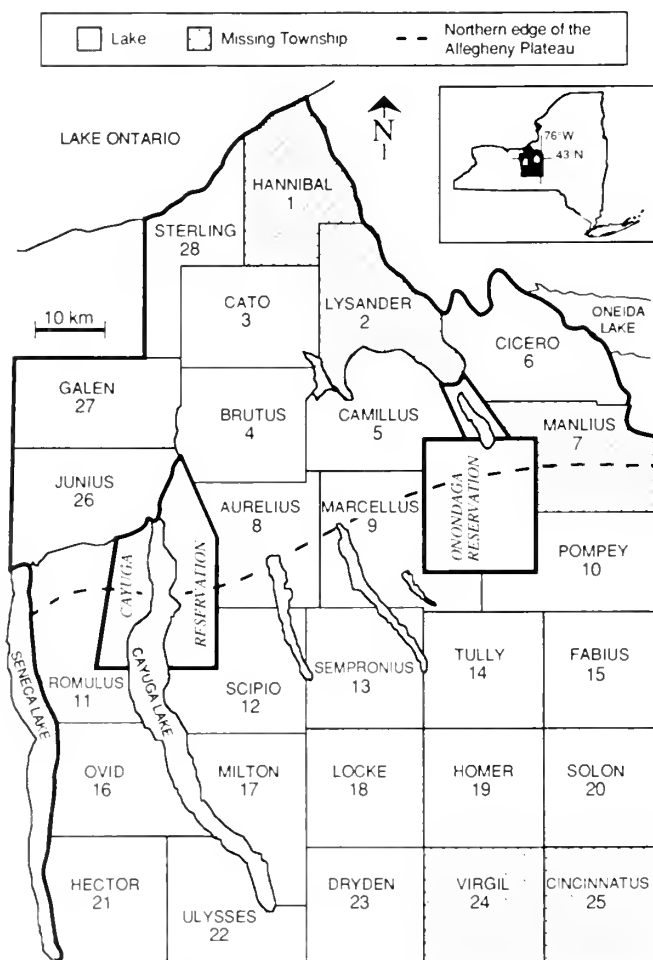 Lake
Missing Township
Northern edge of the
Allegheny Plateau
LAKE ONTARIO
N
76°W
43°N
HANNIBAL
1
STERLING
28
CATO
3
LYSANDER
2
ONEIDA
LAKE
CICERO
6
10 km
GALEN
27
BRUTUS
4
CAMILLUS
5
MANLIUS
7
JUNIUS
26
AURELIUS
8
MARCELLUS
9
ONONDAGA
RESERVATION
CAYUGA
RESERVATION
POMPEY
10
SENECA LAKE
ROMULUS
11
CAYUGA LAKE
SCIPIO
12
SEMPRONIUS
13
TULLY
14
FABIUS
15
OVID
16
MILTON
17
LOCKE
18
HOMER
19
SOLON
20
HECTOR
21
ULYSSES
22
DRYDEN
23
VIRGIL
24
CINCINNATUS
25